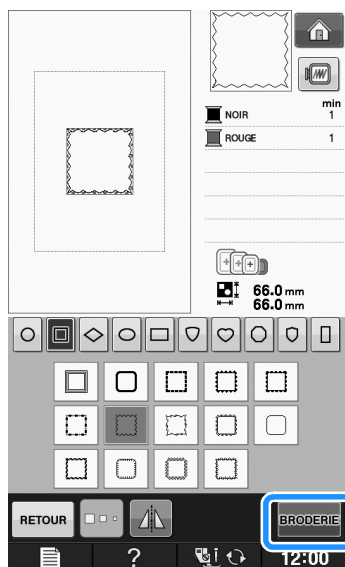 min
NOIR 1
ROUGE 1
66.0 mm
66.0 mm
RETOUR
BRODERIE
?
12:00